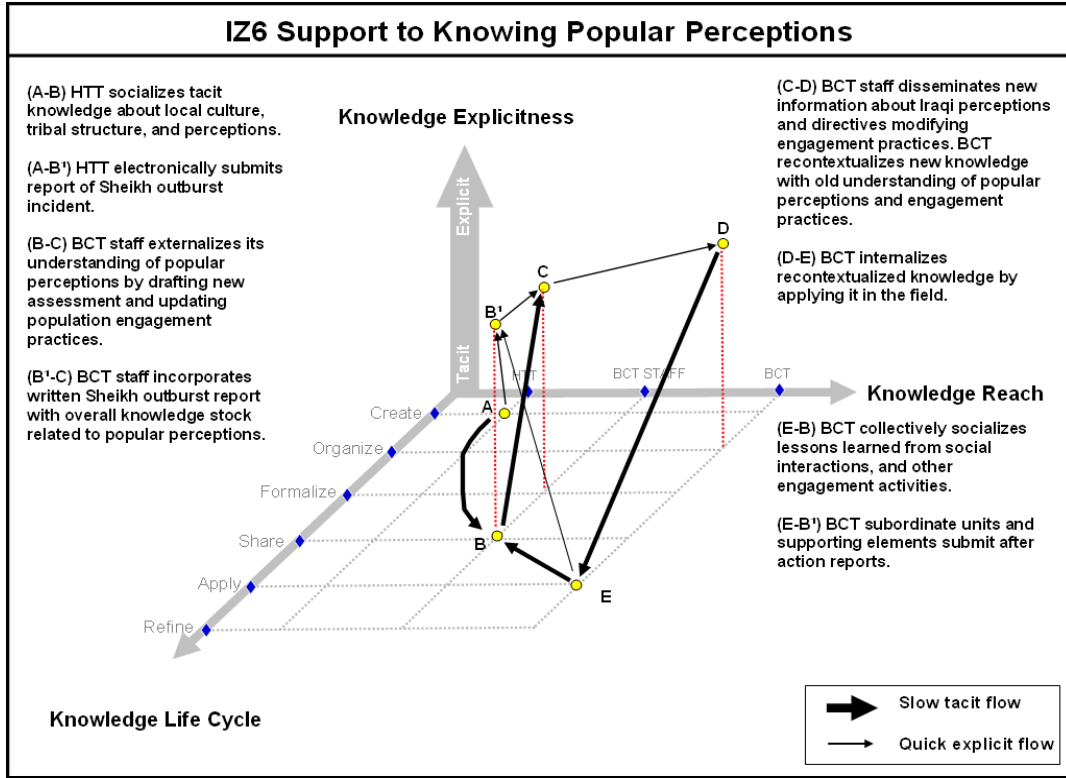 IZ6 Support to Knowing Popular Perceptions
(A-B) HTT socializes tacit
knowledge about local culture,
tribal structure, and perceptions.
(A-B¹) HTT electronically submits
report of Sheikh outburst
incident.
(B-C) BCT staff externalizes its
understanding of popular
perceptions by drafting new
assessment and updating
population engagement
practices.
(B¹-C) BCT staff incorporates
written Sheikh outburst report
with overall knowledge stock
related to popular perceptions.
Knowledge Explicitness
Explicit
Tacit
(C-D) BCT staff disseminates new
information about Iraqi perceptions
and directives modifying
engagement practices. BCT
recontextualizes new knowledge
with old understanding of popular
perceptions and engagement
practices.
(D-E) BCT internalizes
recontextualized knowledge by
applying it in the field.
D
C
B¹
A
B
E
HTT
BCT STAFF
BCT
Knowledge Reach
Create
Organize
Formalize
Share
Apply
Refine
Knowledge Life Cycle
(E-B) BCT collectively socializes
lessons learned from social
interactions, and other
engagement activities.
(E-B¹) BCT subordinate units and
supporting elements submit after
action reports.
Slow tacit flow
Quick explicit flow